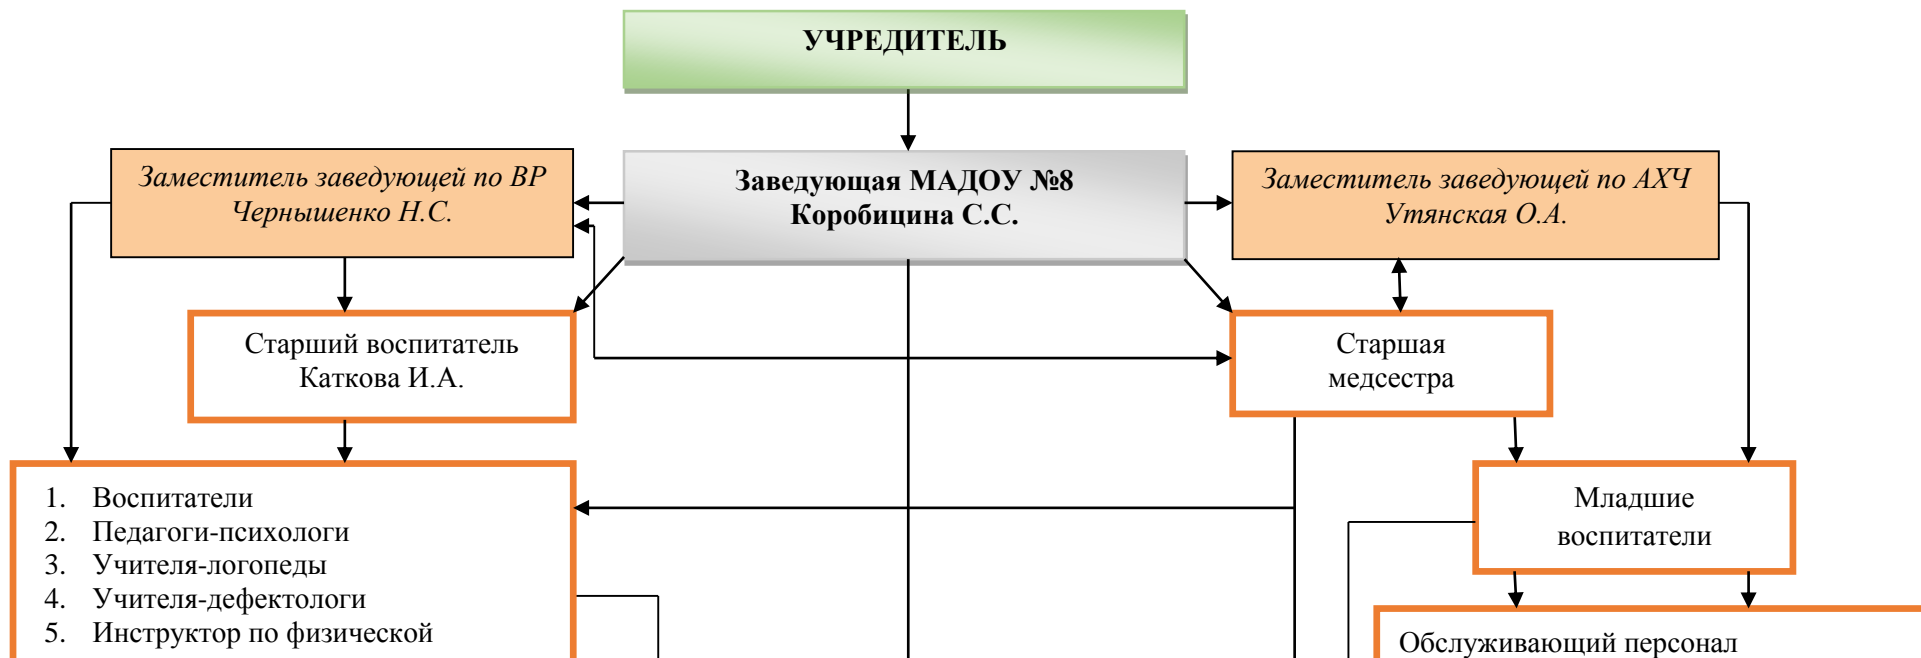 УЧРЕДИТЕЛЬ
Заместитель заведующей по ВР
Чернышенко Н.С.
Заведующая МАДОУ №8
Коробицина С.С.
Заместитель заведующей по АХЧ
Утянская О.А.
Старший воспитатель
Каткова И.А.
Старшая
медсестра
1. Воспитатели
2. Педагоги-психологи
3. Учителя-логопеды
4. Учителя-дефектологи
5. Инструктор по физической
Младшие
воспитатели
Обслуживающий персонал